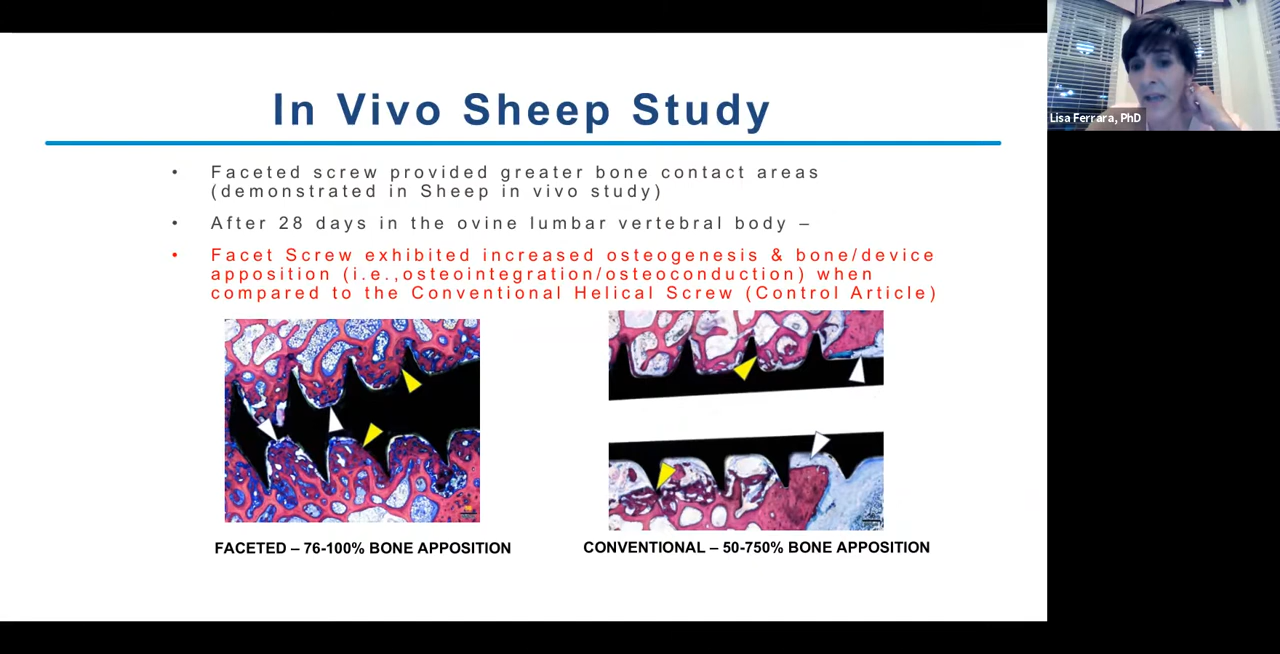 In Vivo Sheep Study
• Faceted screw provided greater bone contact areas
(demonstrated in Sheep in vivo study)
• After 28 days in the ovine lumbar vertebral body –
• Facet Screw exhibited increased osteogenesis & bone/device
apposition (i.e.,osteointegration/osteoconduction) when
compared to the Conventional Helical Screw (Control Article)
FACETED – 76-100% BONE APPOSITION
CONVENTIONAL – 50-750% BONE APPOSITION
Lisa Ferrara, PhD